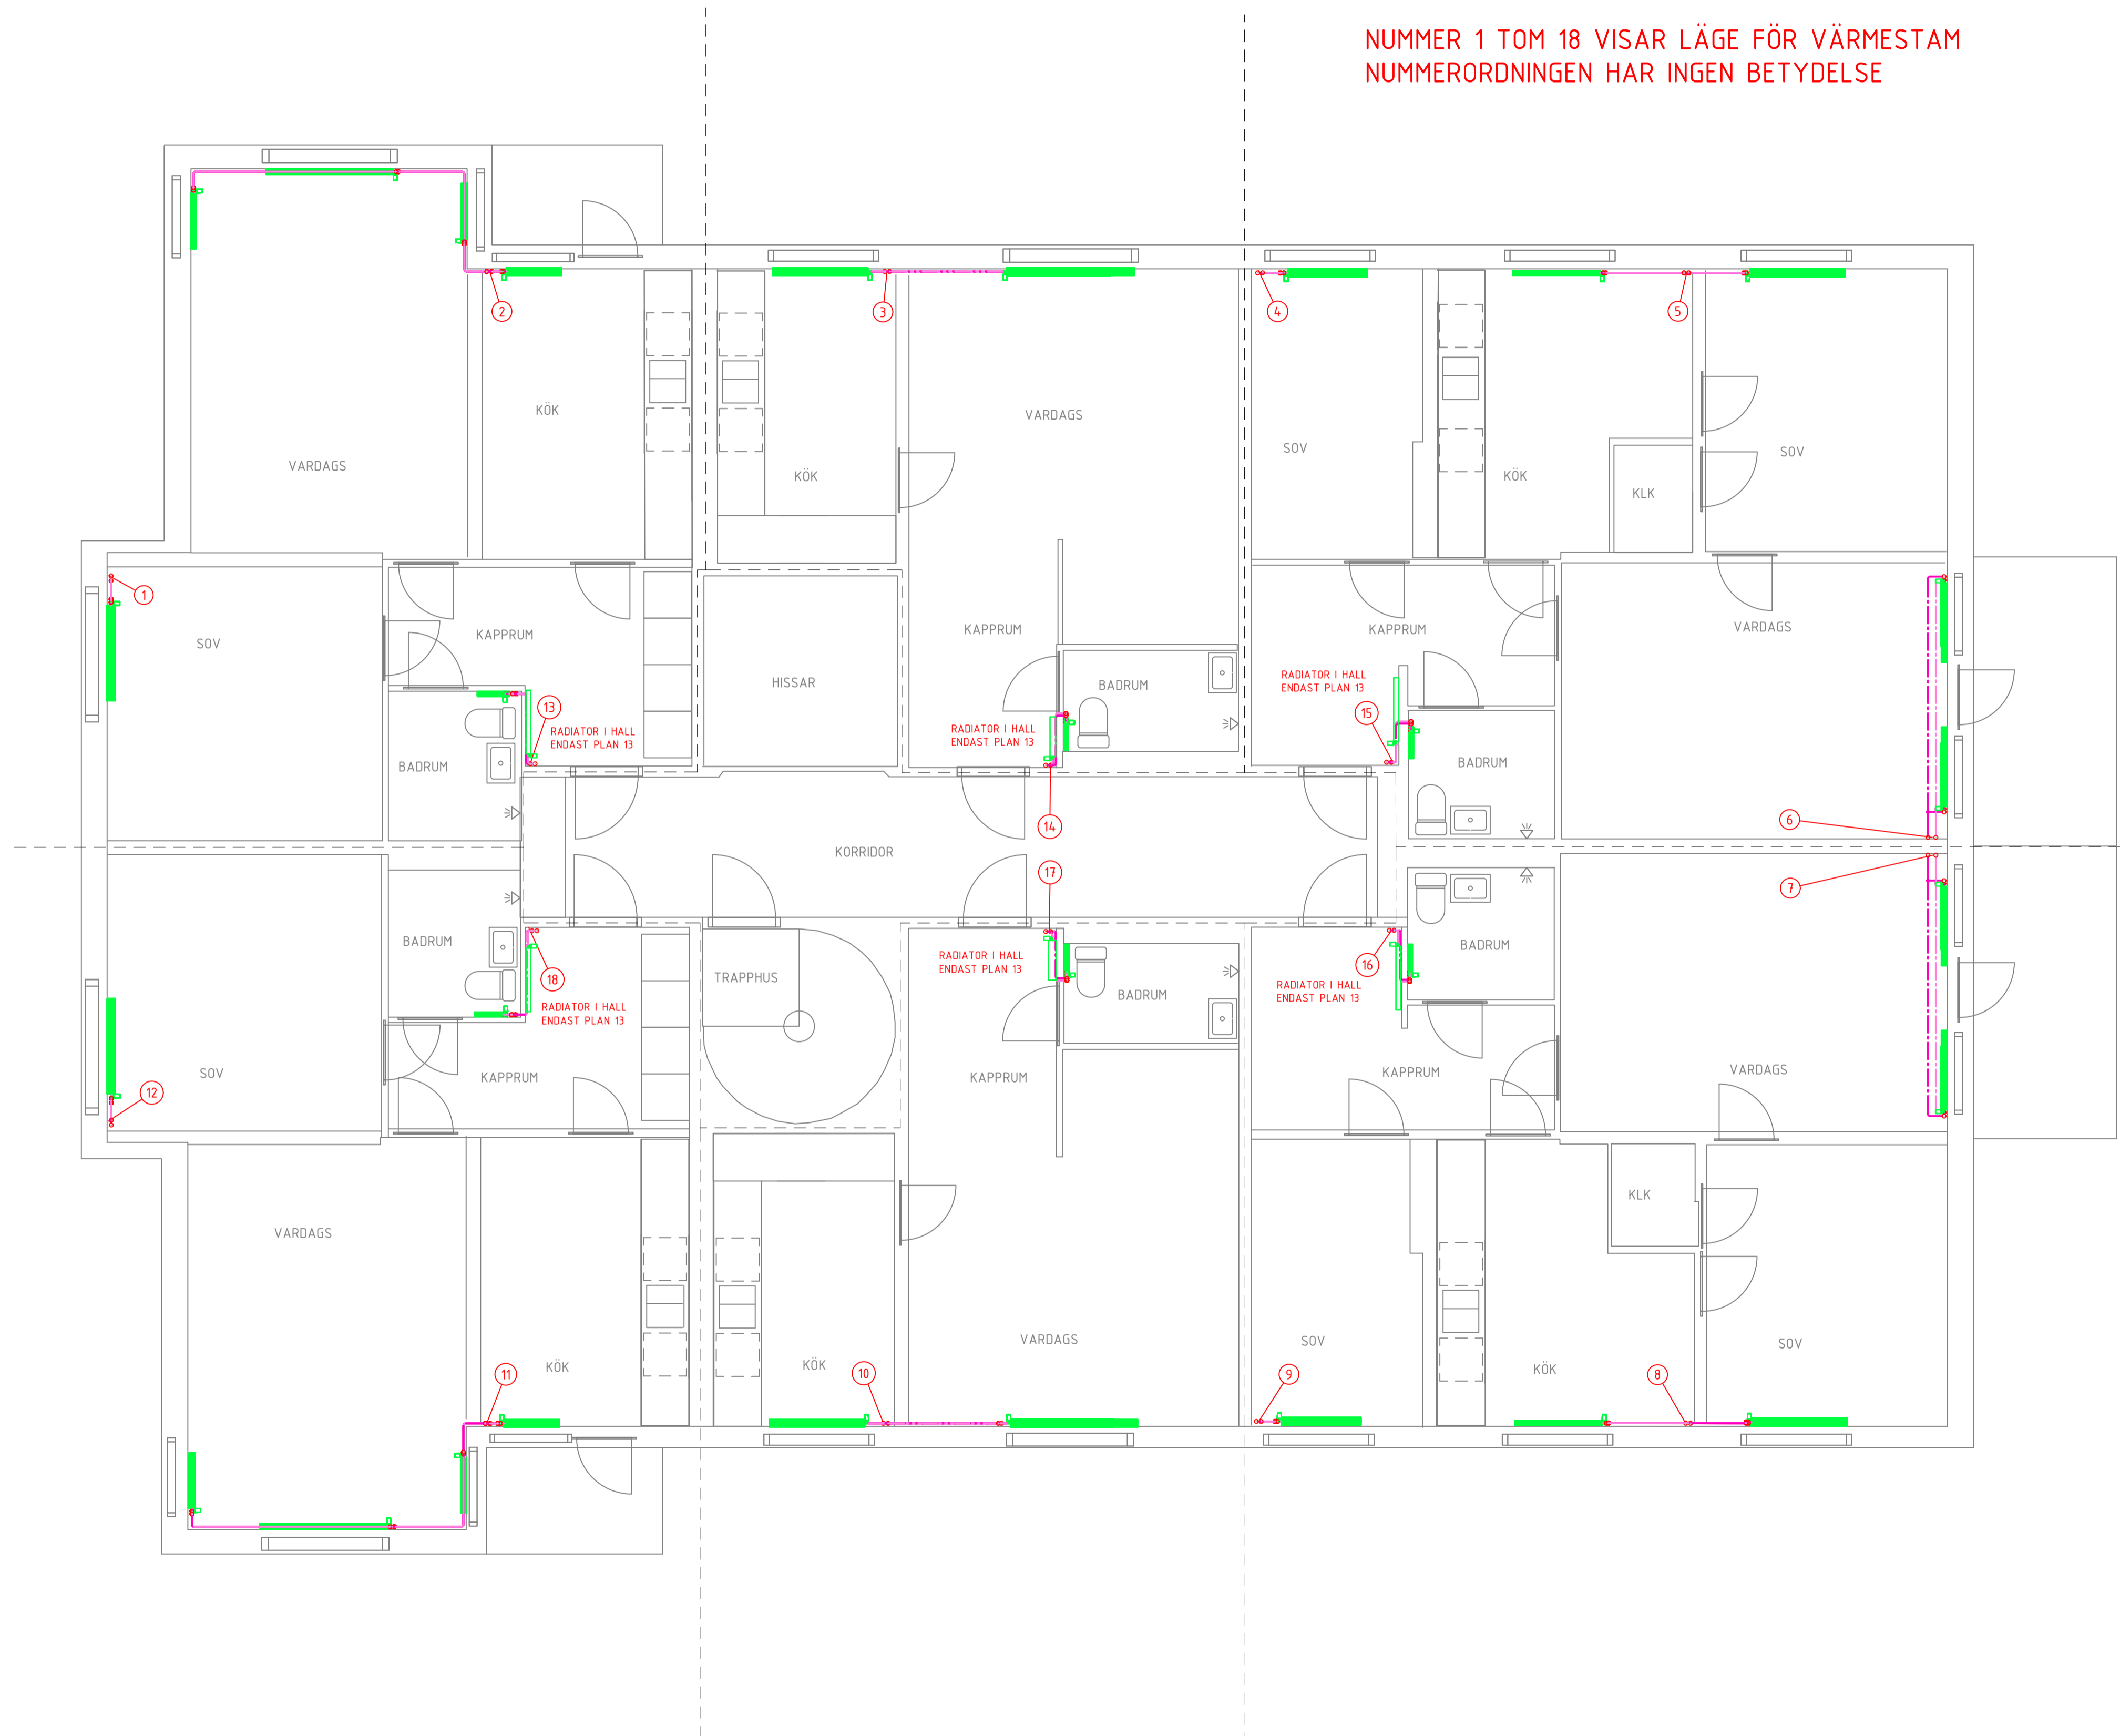 NUMMER 1 TOM 18 VISAR LÄGE FÖR VÄRMESTAM
NUMMERORDNINGEN HAR INGEN BETYDELSE
2
3
4
5
KÖK
VARDAGS
VARDAGS
KÖK
SOV
KÖK
SOV
KLK
1
SOV
KAPPRUM
KAPPRUM
KAPPRUM
VARDAGS
HISSAR
BADRUM
RADIATOR I HALL
ENDAST PLAN 13
13
RADIATOR I HALL
ENDAST PLAN 13
RADIATOR I HALL
ENDAST PLAN 13
15
BADRUM
BADRUM
14
6
KORRIDOR
17
7
BADRUM
BADRUM
BADRUM
18
TRAPPHUS
RADIATOR I HALL
ENDAST PLAN 13
16
RADIATOR I HALL
ENDAST PLAN 13
RADIATOR I HALL
ENDAST PLAN 13
SOV
12
KAPPRUM
KAPPRUM
KAPPRUM
VARDAGS
KLK
VARDAGS
VARDAGS
SOV
SOV
KÖK
KÖK
KÖK
11
10
9
8